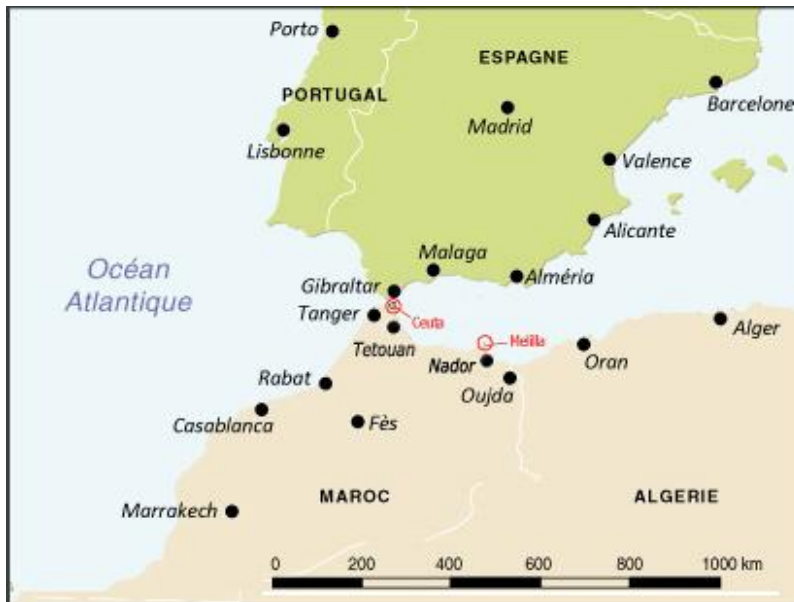 Porto
ESPAGNE
PORTUGAL
Madrid
Barcelone
Lisbonne
Valence
Alicante
Malaga
Alméria
Océan
Atlantique
Gibraltar
Tanger
Ceuta
Tetouan
Melilla
Alger
Nador
Oran
Oujda
Rabat
Casablanca
Fès
MAROC
ALGERIE
Marrakech
0 200 400 600 800 1000 km